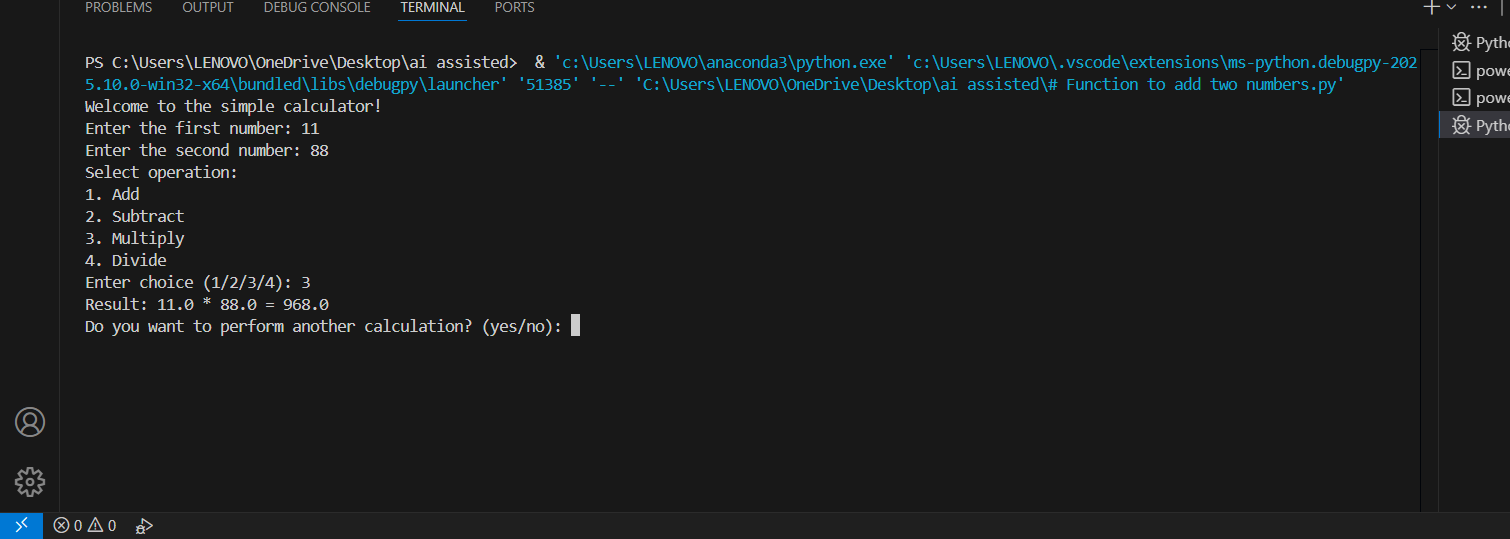 PROBLEMS OUTPUT DEBUG CONSOLE TERMINAL PORTS
PS C:\Users\LENOVO\OneDrive\Desktop\ai assisted>  & 'c:\Users\LENOVO\anaconda3\python.exe' 'c:\Users\LENOVO\.vscode\extensions\ms-python.debugpy-202
5.10.0-win32-x64\bundled\libs\debugpy\launcher' '51385' '--' 'C:\Users\LENOVO\OneDrive\Desktop\ai assisted\# Function to add two numbers.py'
Welcome to the simple calculator!
Enter the first number: 11
Enter the second number: 88
Select operation:
1. Add
2. Subtract
3. Multiply
4. Divide
Enter choice (1/2/3/4): 3
Result: 11.0 * 88.0 = 968.0
Do you want to perform another calculation? (yes/no):
Pyth
powe
powe
Pyth
0 0